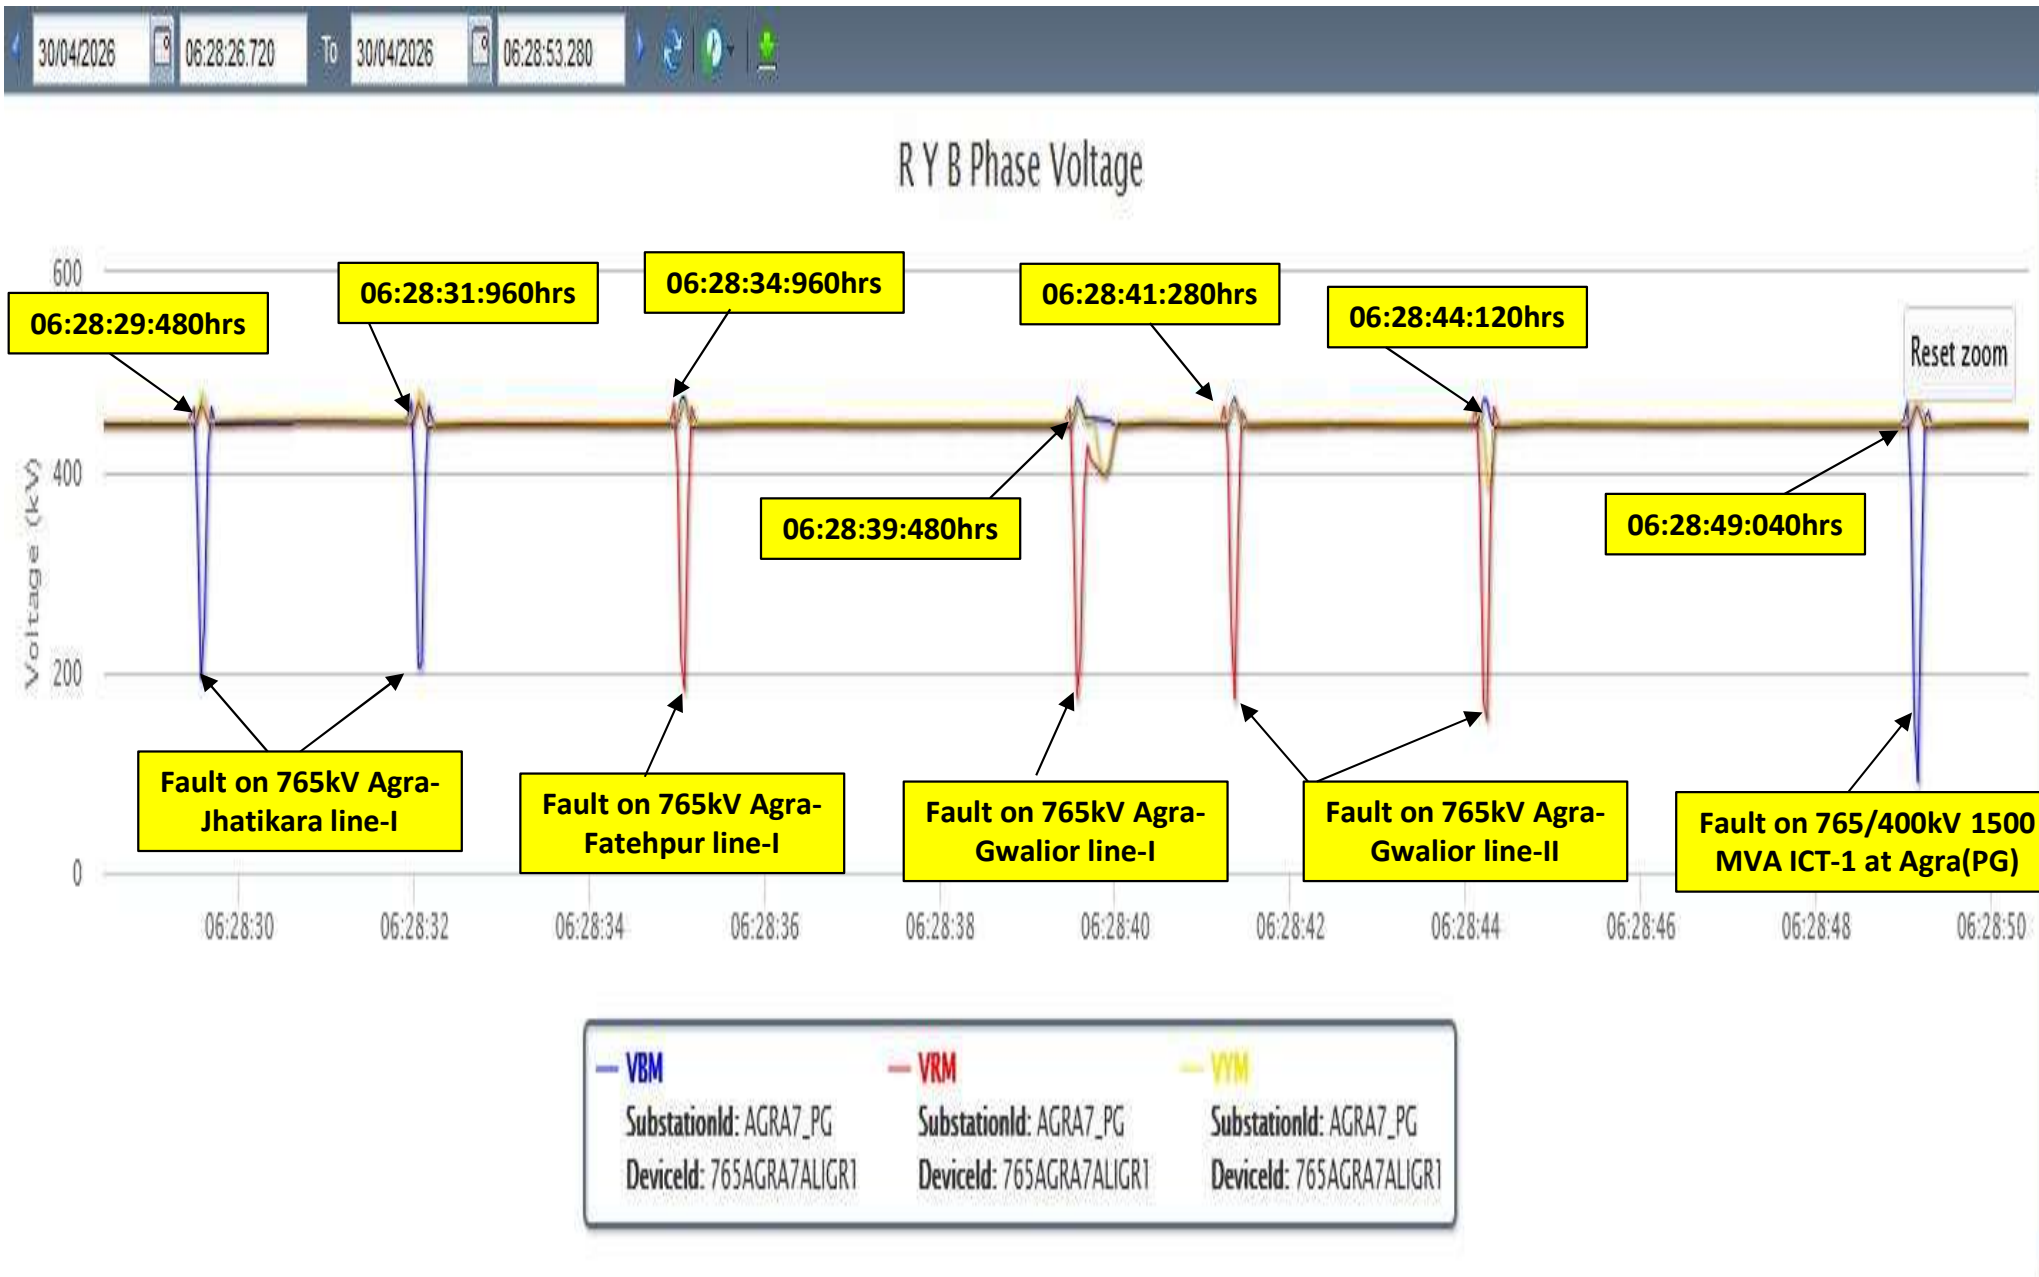 30/04/2026 06:28:26.720 To 30/04/2026 06:28:53.280
R Y B Phase Voltage
600
06:28:29:480hrs
06:28:31:960hrs
06:28:34:960hrs
06:28:41:280hrs
06:28:44:120hrs
Reset zoom
Voltage (kV)
400
06:28:39:480hrs
06:28:49:040hrs
200
Fault on 765kV Agra-
Jhatikara line-I
Fault on 765kV Agra-
Fatehpur line-I
Fault on 765kV Agra-
Gwalior line-I
Fault on 765kV Agra-
Gwalior line-II
Fault on 765/400kV 1500
MVA ICT-1 at Agra(PG)
0
06:28:30 06:28:32 06:28:34 06:28:36 06:28:38 06:28:40 06:28:42 06:28:44 06:28:46 06:28:48 06:28:50
VBM
SubstationId: AGRA7_PG
DeviceId: 765AGRA7ALIGR1
VRM
SubstationId: AGRA7_PG
DeviceId: 765AGRA7ALIGR1
VYM
SubstationId: AGRA7_PG
DeviceId: 765AGRA7ALIGR1